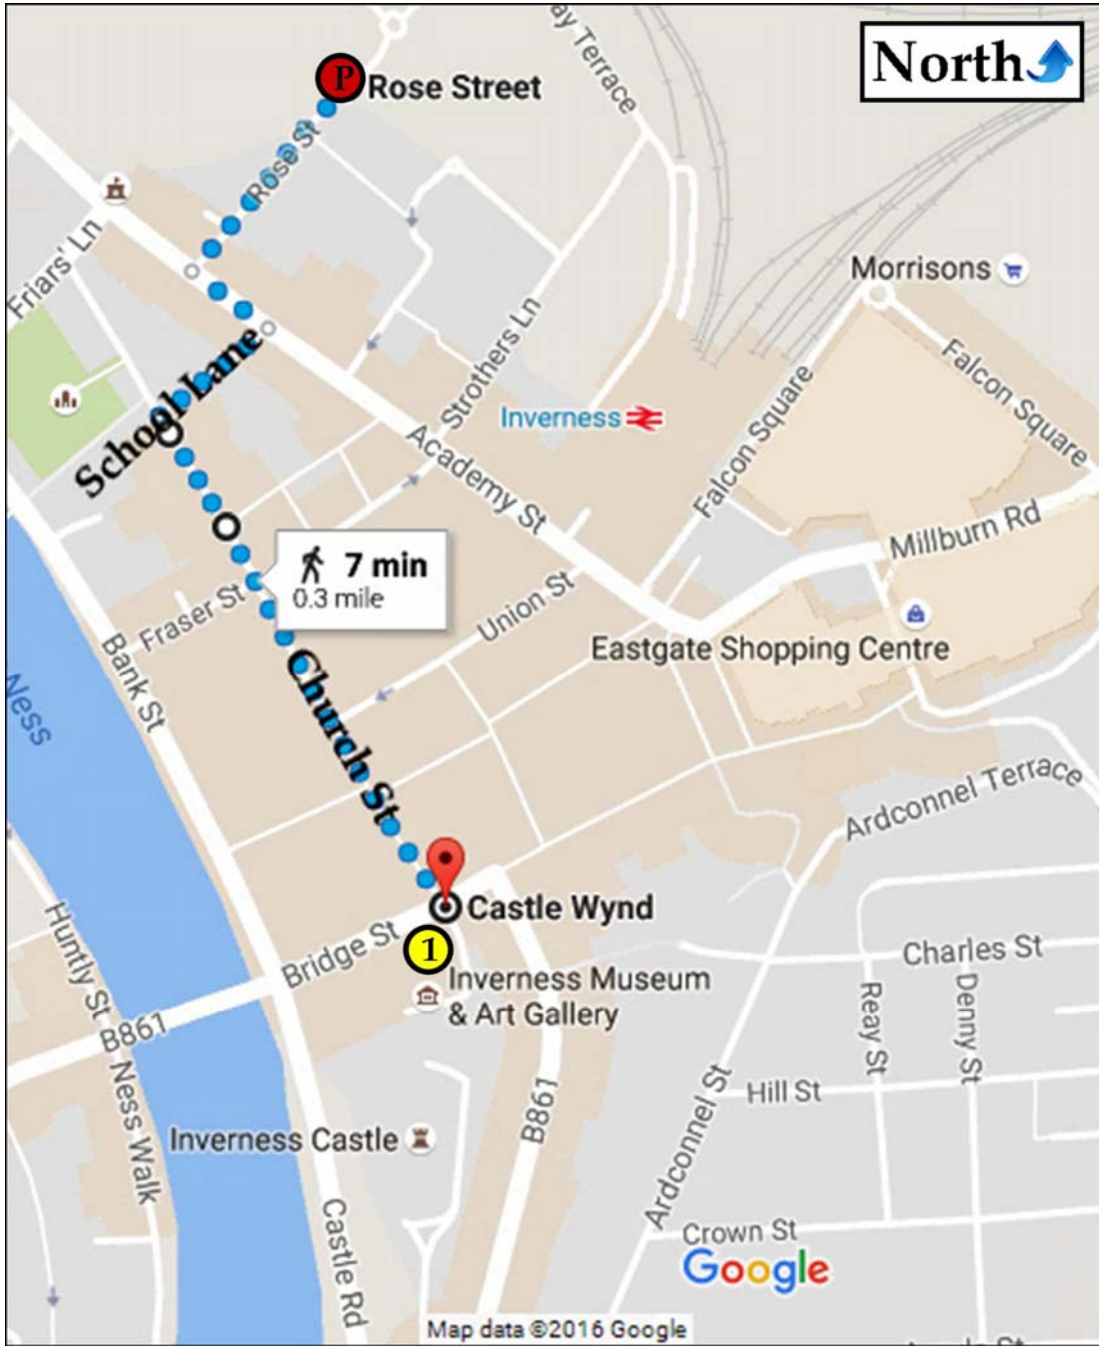 North
P
Rose Street
ay Terrace
Rose St
Friars' Ln
Morrisons
Strothers Ln
Falcon Square
Falcon Square
School Lane
Inverness
Academy St
Millburn Rd
7 min
0.3 mile
Fraser St
Union St
Eastgate Shopping Centre
Bank St
Ness
Church St
Ardconnel Terrace
Castle Wynd
1
Bridge St
Inverness Museum
& Art Gallery
Charles St
Huntly St
B861
Reay St
Denny St
Ness Walk
B861
Hill St
Inverness Castle
Ardconnel St
Castle Rd
Crown St
Google
Map data ©2016 Google